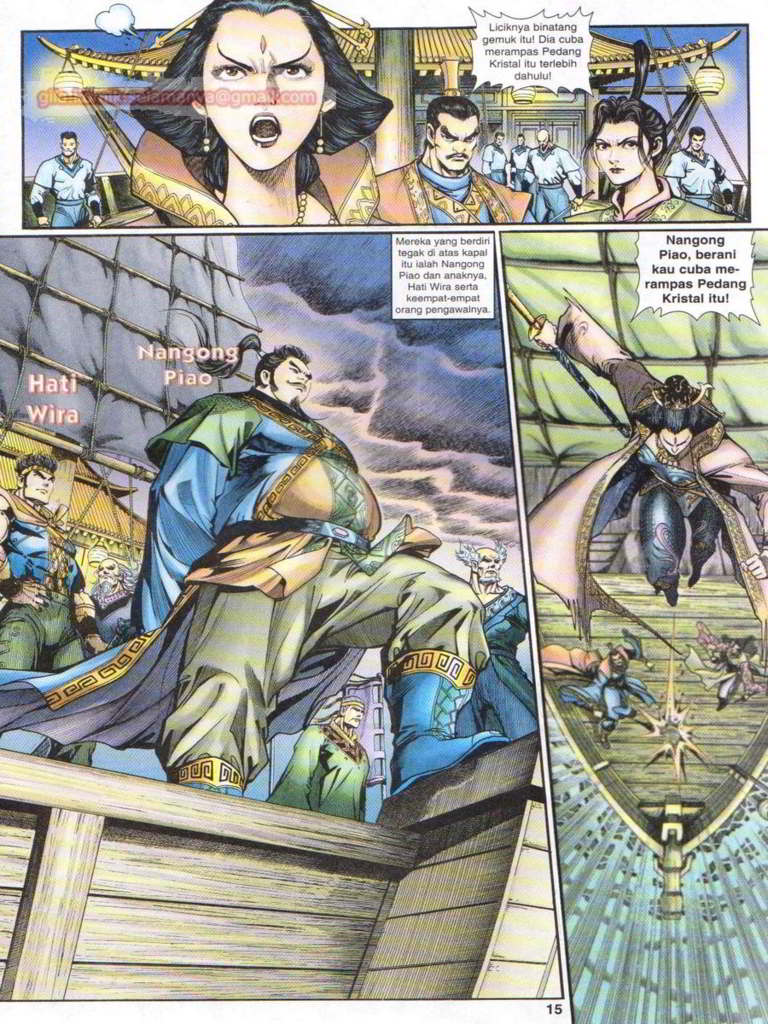 Liciknya binatang
gemuk itu! Dia cuba
merampas Pedang
Kristal itu terlebih
dahulu!
Mereka yang berdiri
tegak di atas kapal
itu ialah Nangong
Piao dan anaknya,
Hati Wira serta
keempat-empat
orang pengawalnya.
Nangong
Piao
Hati
Wira
Nangong
Piao, berani
kau cuba me-
rampas Pedang
Kristal itu!
15